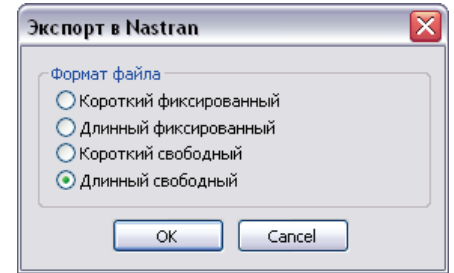 Экспорт в Nastran
Формат файла
Короткий фиксированный
Длинный фиксированный
Короткий свободный
Длинный свободный
OK
Cancel